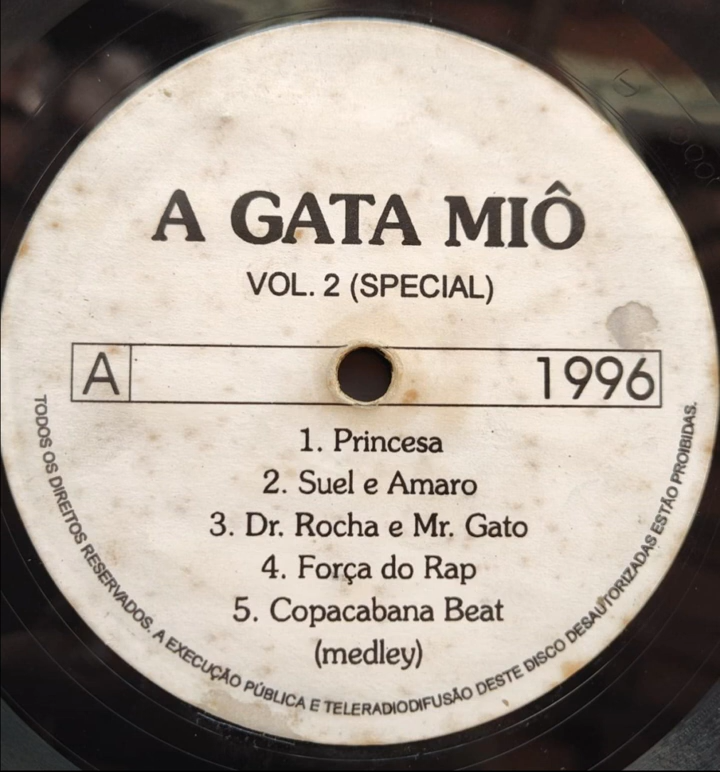 A GATA MIÔ
VOL. 2 (SPECIAL)
A
1996
1. Princesa
2. Suel e Amaro
3. Dr. Rocha e Mr. Gato
4. Força do Rap
5. Copacabana Beat
(medley)
TODOS OS DIREITOS RESERVADOS. A EXECUÇÃO PÚBLICA E TELERADIODIFUSÃO DESTE DISCO DESAUTORIZADAS ESTÃO PROIBIDAS.